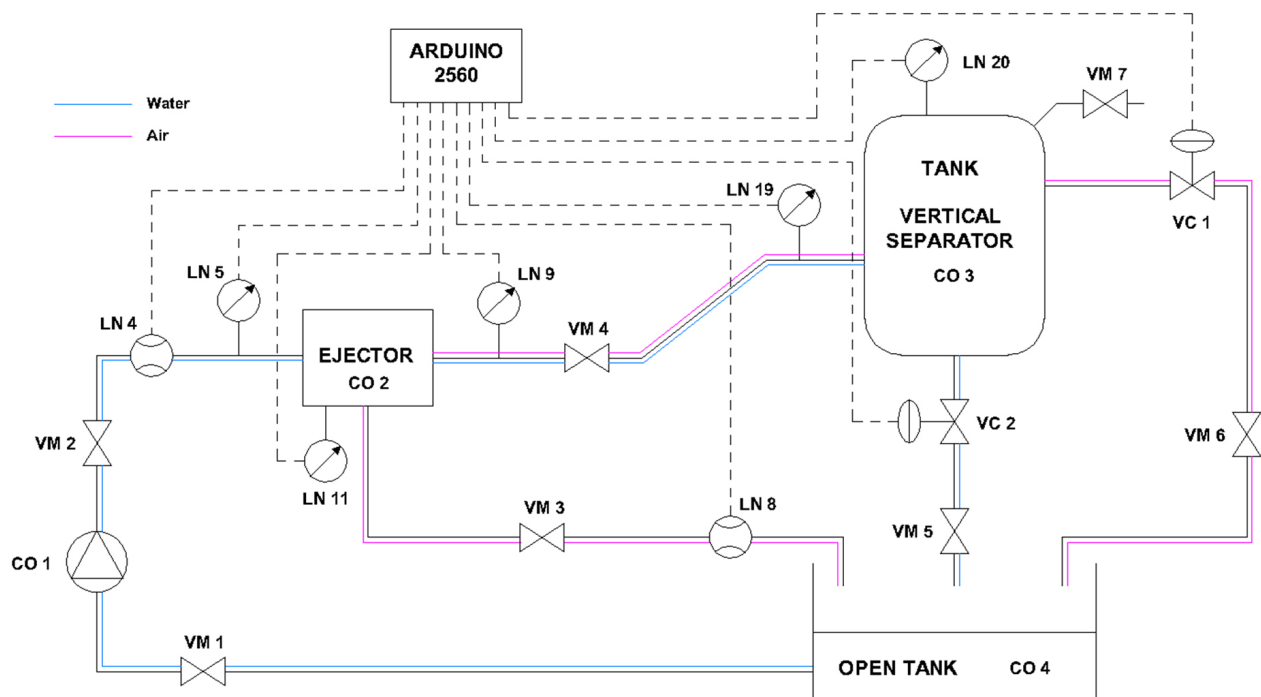 ARDUINO
2560
LN 20
VM 7
Water
Air
TANK
VERTICAL
SEPARATOR
CO 3
LN 19
VC 1
LN 5
LN 9
LN 4
VM 4
EJECTOR
CO 2
VM 2
VC 2
VM 6
LN 11
VM 3
LN 8
VM 5
CO 1
VM 1
OPEN TANK CO 4